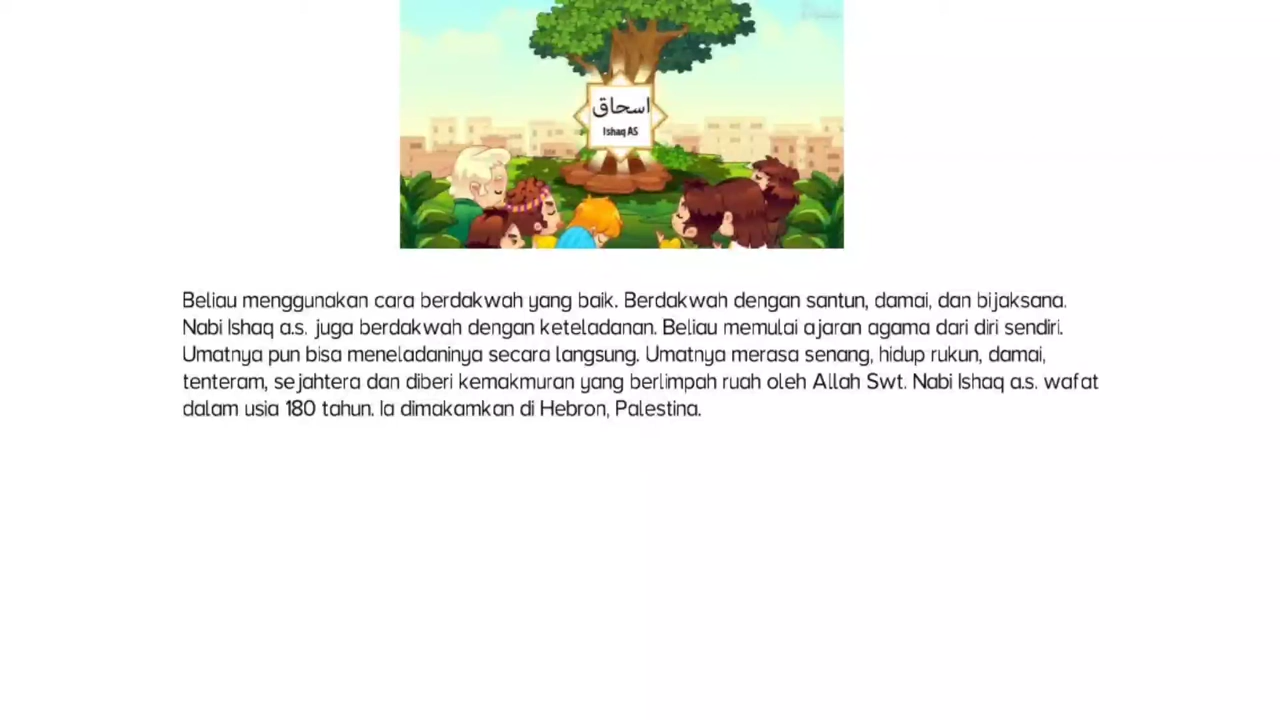 اسحاق
Ishaq AS
Beliau menggunakan cara berdakwah yang baik. Berdakwah dengan santun, damai, dan bijaksana.
Nabi Ishaq a.s. juga berdakwah dengan keteladanan. Beliau memulai ajaran agama dari diri sendiri.
Umatnya pun bisa meneladaninya secara langsung. Umatnya merasa senang, hidup rukun, damai,
tenteram, sejahtera dan diberi kemakmuran yang berlimpah ruah oleh Allah Swt. Nabi Ishaq a.s. wafat
dalam usia 180 tahun. Ia dimakamkan di Hebron, Palestina.